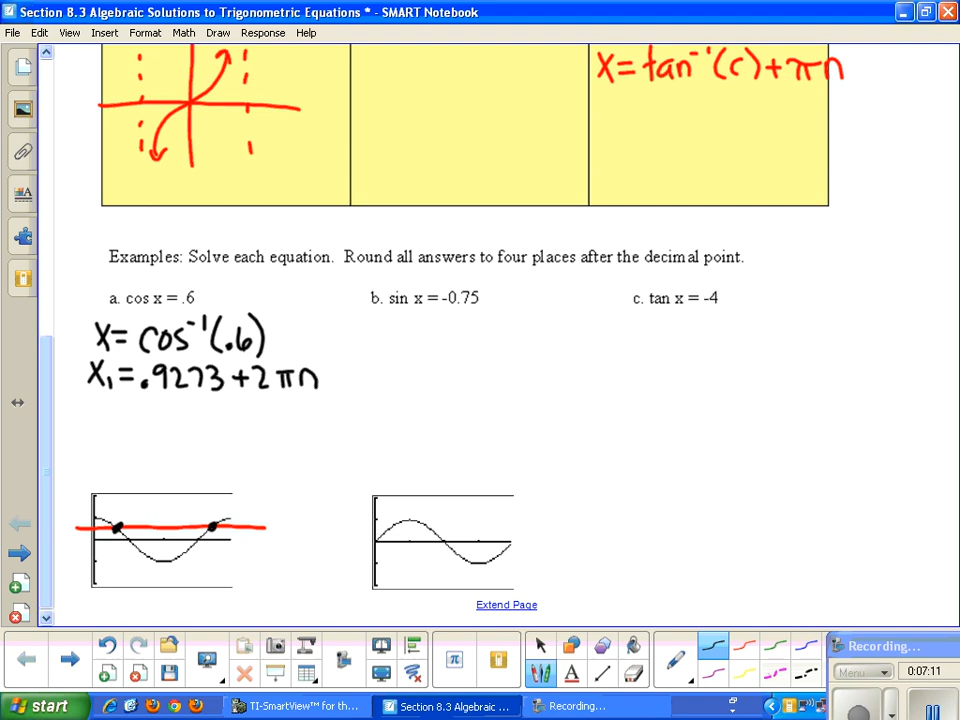 Section 8.3 Algebraic Solutions to Trigonometric Equations * - SMART Notebook
File Edit View Insert Format Math Draw Response Help
x = tan⁻¹(c) + πn
Examples: Solve each equation. Round all answers to four places after the decimal point.
a. cos x = .6 b. sin x = -0.75 c. tan x = -4
x = cos⁻¹(.6)
x₁ = .9273 + 2πn
Extend Page
Recording...
Menu 0:07:11
start TI-SmartView™ for th... Section 8.3 Algebraic ... Recording...